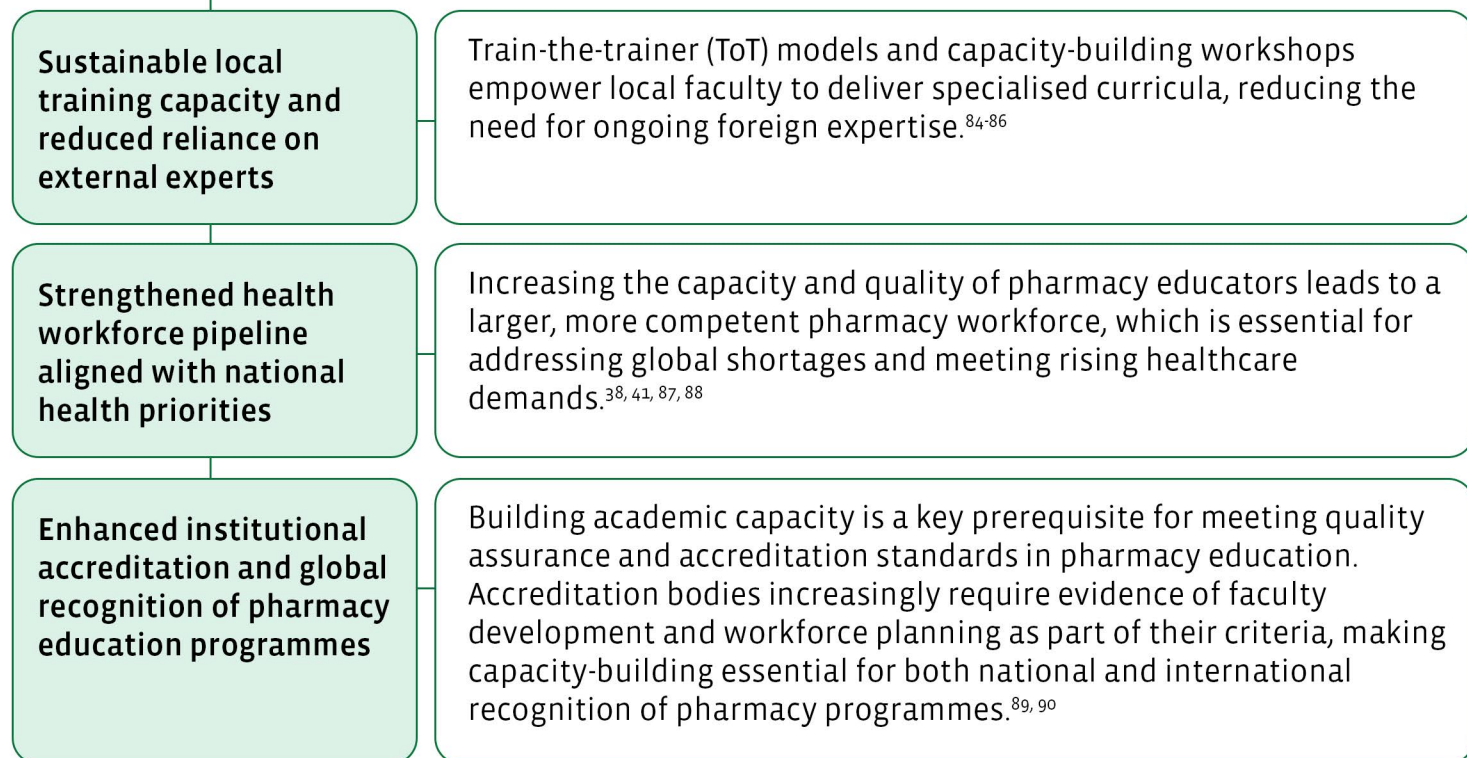 Sustainable local
training capacity and
reduced reliance on
external experts
Train-the-trainer (ToT) models and capacity-building workshops
empower local faculty to deliver specialised curricula, reducing the
need for ongoing foreign expertise.84-86
Strengthened health
workforce pipeline
aligned with national
health priorities
Increasing the capacity and quality of pharmacy educators leads to a
larger, more competent pharmacy workforce, which is essential for
addressing global shortages and meeting rising healthcare
demands.38, 41, 87, 88
Enhanced institutional
accreditation and global
recognition of pharmacy
education programmes
Building academic capacity is a key prerequisite for meeting quality
assurance and accreditation standards in pharmacy education.
Accreditation bodies increasingly require evidence of faculty
development and workforce planning as part of their criteria, making
capacity-building essential for both national and international
recognition of pharmacy programmes.89, 90